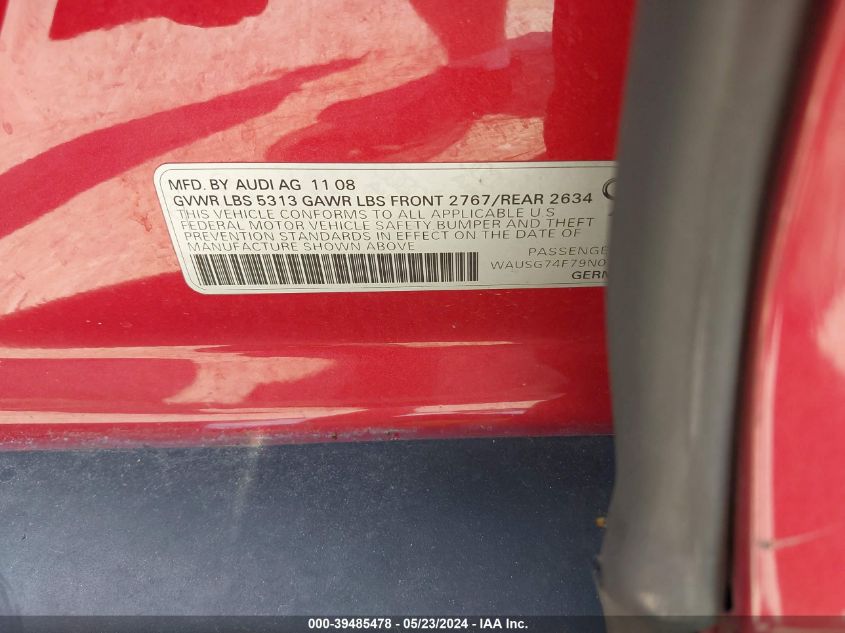 MFD. BY AUDI AG 11 08
GVWR LBS 5313 GAWR LBS FRONT 2767/REAR 2634
THIS VEHICLE CONFORMS TO ALL APPLICABLE U.S
FEDERAL MOTOR VEHICLE SAFETY BUMPER AND THEFT
PREVENTION STANDARDS IN EFFECT ON THE DATE OF
MANUFACTURE SHOWN ABOVE
PASSENGE
WAUSG74F79N0
GERM
000-39485478 - 05/23/2024 - IAA Inc.